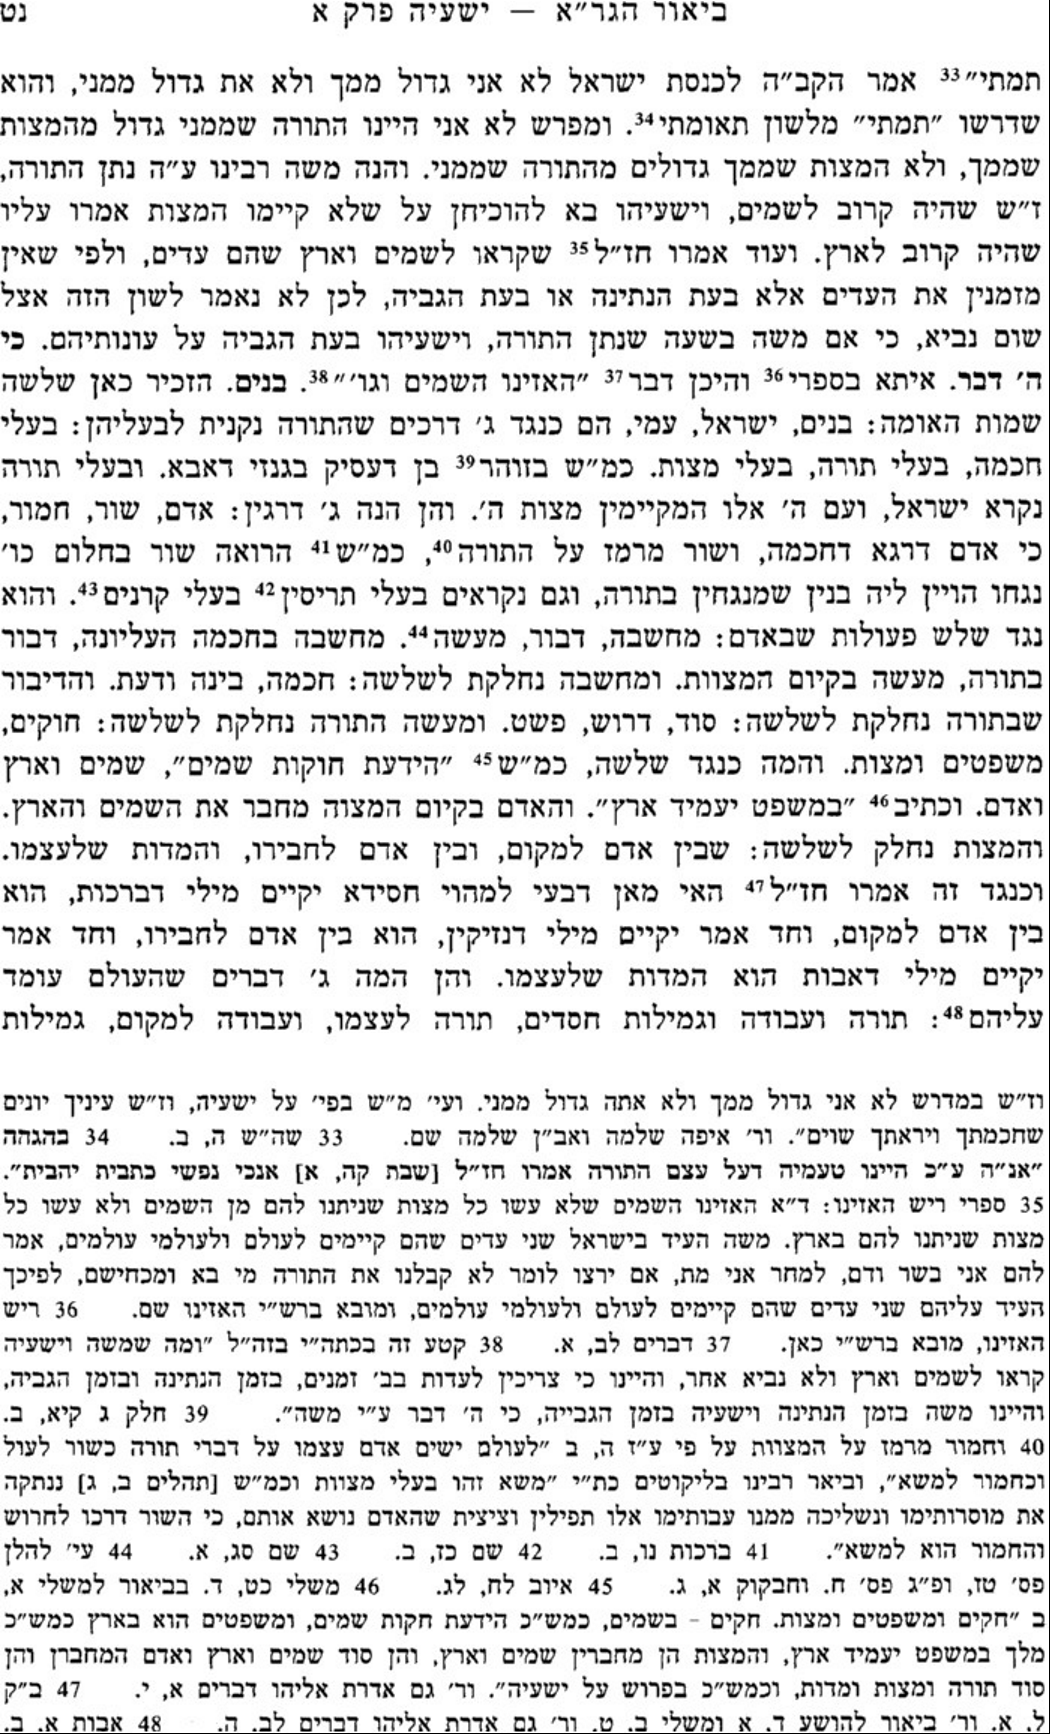 ביאור הגר״א — ישעיה פרק א נט
תמתי״33 אמר הקב״ה לכנסת ישראל לא אני גדול ממך ולא את גדול ממני, והוא
שדרשו ״תמתי״ מלשון תאומתי34. ומפרש לא אני היינו התורה שממני גדול מהמצות
שממך, ולא המצות שממך גדולים מהתורה שממני. והנה משה רבינו ע״ה נתן התורה,
ז״ש שהיה קרוב לשמים, וישעיהו בא להוכיחן על שלא קיימו המצות אמרו עליו
שהיה קרוב לארץ. ועוד אמרו חז״ל35 שקראו לשמים וארץ שהם עדים, ולפי שאין
מזמנין את העדים אלא בעת הנתינה או בעת הגביה, לכן לא נאמר לשון הזה אצל
שום נביא, כי אם משה בשעה שנתן התורה, וישעיהו בעת הגביה על עונותיהם. כי
ה׳ דבר. איתא בספרי36 והיכן דבר37 ״האזינו השמים וגו׳״38. בנים. הזכיר כאן שלשה
שמות האומה: בנים, ישראל, עמי, הם כנגד ג׳ דרכים שהתורה נקנית לבעליהן: בעלי
חכמה, בעלי תורה, בעלי מצות. כמ״ש בזוהר39 בן דעסיק בגנזי דאבא. ובעלי תורה
נקרא ישראל, ועם ה׳ אלו המקיימין מצות ה׳. והן הנה ג׳ דרגין: אדם, שור, חמור,
כי אדם דרגא דחכמה, ושור מרמז על התורה40, כמ״ש41 הרואה שור בחלום כו׳
נגחו הויין ליה בנין שמנגחין בתורה, וגם נקראים בעלי תריסין42 בעלי קרנים43. והוא
נגד שלש פעולות שבאדם: מחשבה, דבור, מעשה44. מחשבה בחכמה העליונה, דבור
בתורה, מעשה בקיום המצוות. ומחשבה נחלקת לשלשה: חכמה, בינה ודעת. והדיבור
שבתורה נחלקת לשלשה: סוד, דרוש, פשט. ומעשה התורה נחלקת לשלשה: חוקים,
משפטים ומצות. והמה כנגד שלשה, כמ״ש45 ״הידעת חוקות שמים״, שמים וארץ
ואדם. וכתיב46 ״במשפט יעמיד ארץ״. והאדם בקיום המצוה מחבר את השמים והארץ.
והמצות נחלק לשלשה: שבין אדם למקום, ובין אדם לחבירו, והמדות שלעצמו.
וכנגד זה אמרו חז״ל47 האי מאן דבעי למהוי חסידא יקיים מילי דברכות, הוא
בין אדם למקום, וחד אמר יקיים מילי דנזיקין, הוא בין אדם לחבירו, וחד אמר
יקיים מילי דאבות הוא המדות שלעצמו. והן המה ג׳ דברים שהעולם עומד
עליהם48: תורה ועבודה וגמילות חסדים, תורה לעצמו, ועבודה למקום, גמילות
וז״ש במדרש לא אני גדול ממך ולא אתה גדול ממני. ועי׳ מ״ש בפי׳ על ישעיה, וז״ש עיניך יונים
שחכמתך ויראתך שוים״. ור׳ איפה שלמה ואב״ן שלמה שם. 33 שה״ש ה, ב. 34 בהגהה
״אנ״ה ע״כ היינו טעמיה דעל עצם התורה אמרו חז״ל [שבת קה, א] אנכי נפשי כתבית יהבית״.
35 ספרי ריש האזינו: ד״א האזינו השמים שלא עשו כל מצות שניתנו להם מן השמים ולא עשו כל
מצות שניתנו להם בארץ. משה העיד בישראל שני עדים שהם קיימים לעולם ולעולמי עולמים, אמר
להם אני בשר ודם, למחר אני מת, אם ירצו לומר לא קבלנו את התורה מי בא ומכחישם, לפיכך
העיד עליהם שני עדים שהם קיימים לעולם ולעולמי עולמים, ומובא ברש״י האזינו שם. 36 ריש
האזינו, מובא ברש״י כאן. 37 דברים לב, א. 38 קטע זה בכתה״י בזה״ל ״ומה שמשה וישעיה
קראו לשמים וארץ ולא נביא אחר, והיינו כי צריכין לעדות בב׳ זמנים, בזמן הנתינה ובזמן הגביה,
והיינו משה בזמן הנתינה וישעיה בזמן הגבייה, כי ה׳ דבר ע״י משה״. 39 חלק ג קיא, ב.
40 וחמור מרמז על המצוות על פי ע״ז ה, ב ״לעולם ישים אדם עצמו על דברי תורה כשור לעול
וכחמור למשא״, וביאר רבינו בליקוטים כת״י ״משא זהו בעלי מצוות וכמ״ש [תהלים ב, ג] ננתקה
את מוסרותימו ונשליכה ממנו עבותימו אלו תפילין וציצית שהאדם נושא אותם, כי השור דרכו לחרוש
והחמור הוא למשא״. 41 ברכות נו, ב. 42 שם כז, ב. 43 שם סג, א. 44 עי׳ להלן
פס׳ טז, ופ״ג פס׳ ח. וחבקוק א, ג. 45 איוב לח, לג. 46 משלי כט, ד. בביאור למשלי א,
ב ״חקים ומשפטים ומצות. חקים - בשמים, כמש״כ הידעת חקות שמים, ומשפטים הוא בארץ כמש״כ
מלך במשפט יעמיד ארץ, והמצות הן מחברין שמים וארץ, והן סוד שמים וארץ ואדם המחברן והן
סוד תורה ומצות ומדות, וכמש״כ בפרוש על ישעיה״. ור׳ גם אדרת אליהו דברים א, י. 47 ב״ק
ל, א. ור׳ ביאור להושע ד, א ומשלי ב, ט. ור׳ גם אדרת אליהו דברים לב, ה. 48 אבות א, ב.